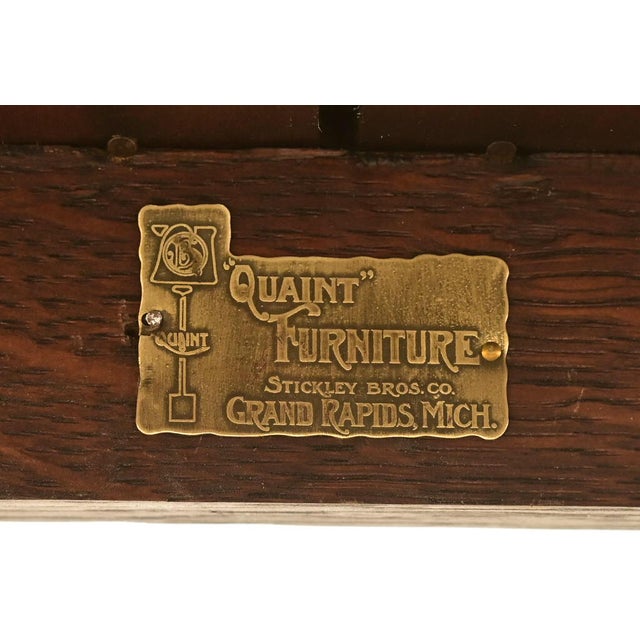 "QUAINT"
FURNITURE
STICKLEY BROS. CO.
GRAND RAPIDS, MICH.
QUAINT